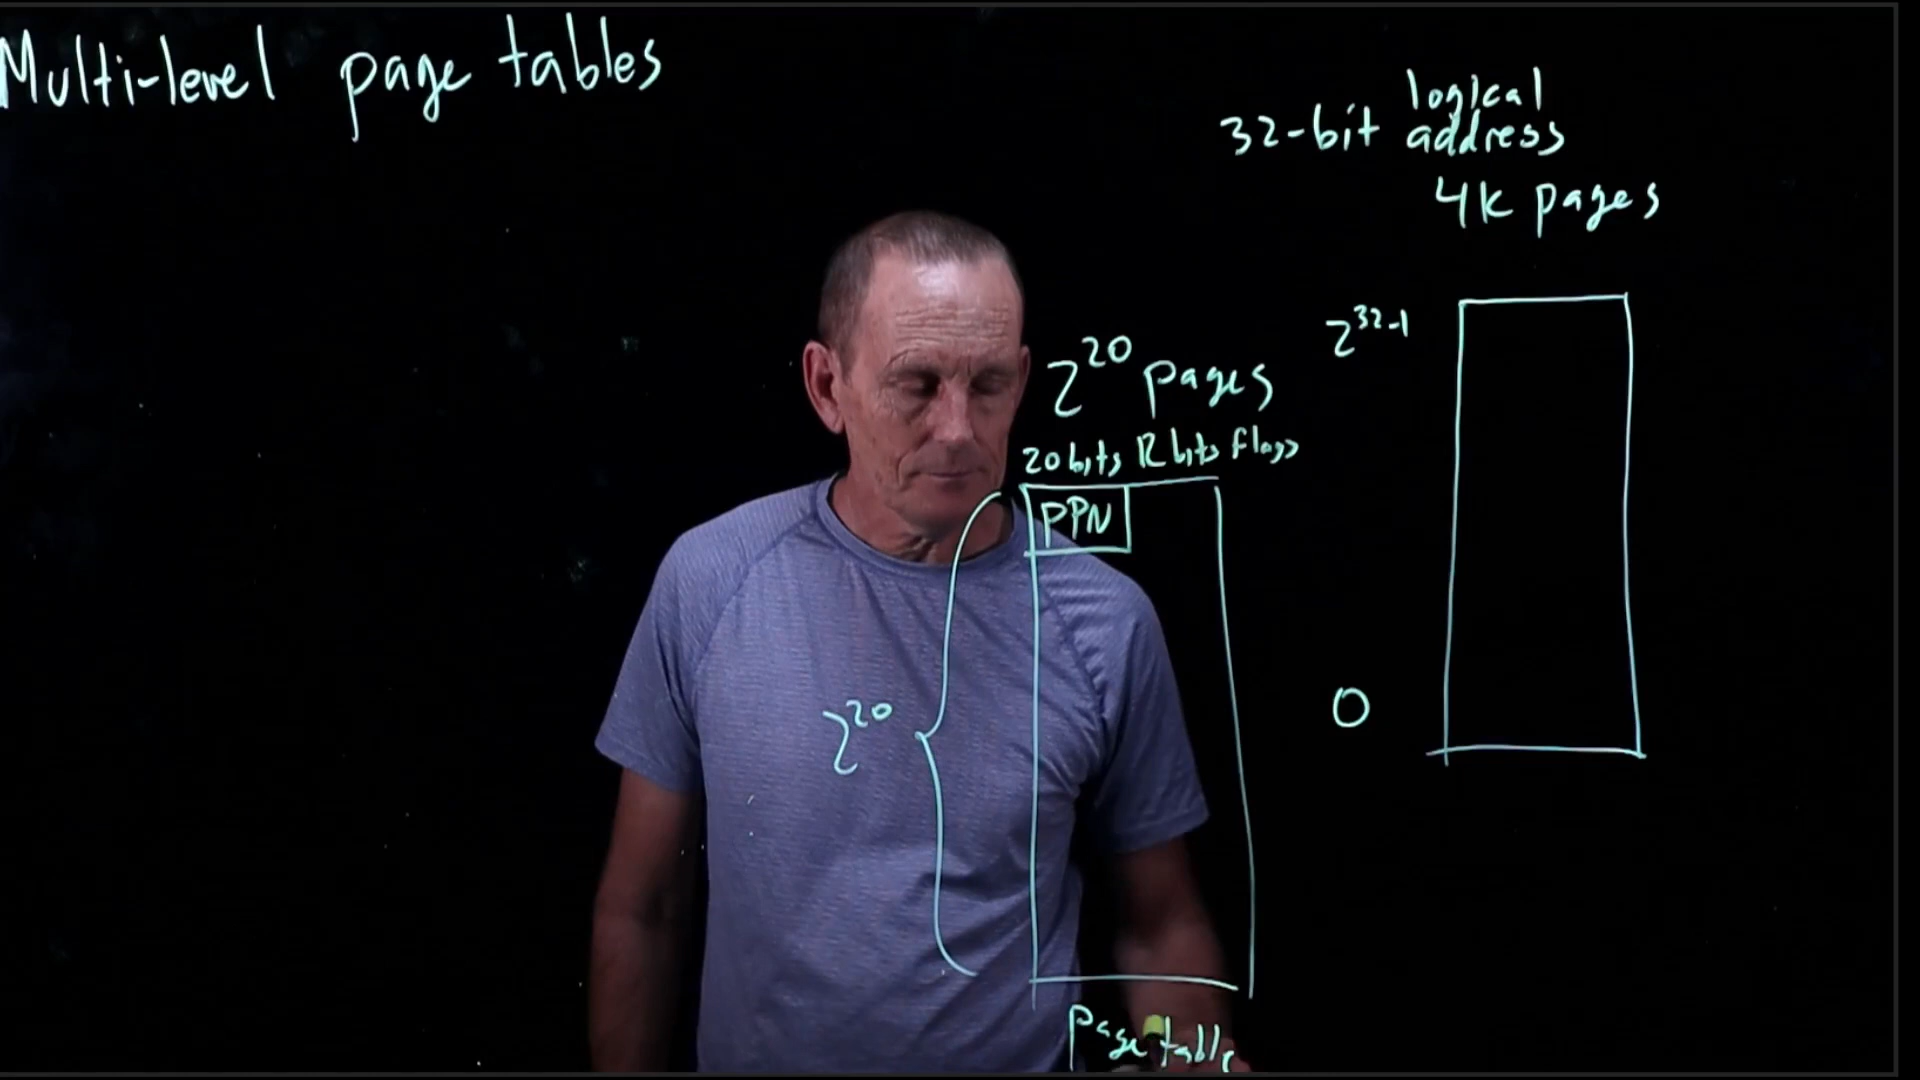 Multi-level page tables
32-bit logical address
4k pages
2^32-1
2^20 pages
20 bits 12 bits flags
PPN
2^20
0
page table